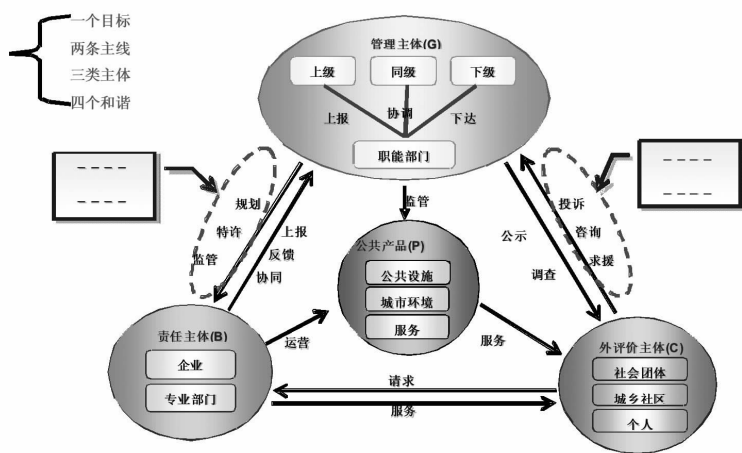 一个目标
两条主线
三类主体
四个和谐
管理主体(G)
上级 同级 下级
上报 协调 下达
职能部门
---- ----
---- ----
规划
特许
监管
上报
反馈
协同
监管
公示
调查
投诉
咨询
求援
公共产品(P)
公共设施
城市环境
服务
责任主体(B)
企业
专业部门
运营
服务
外评价主体(C)
社会团体
城乡社区
个人
请求
服务